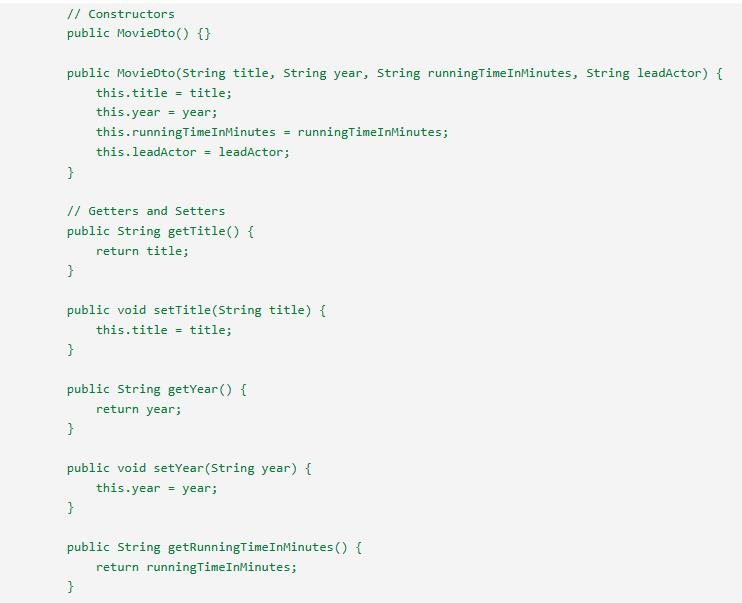 // Constructors
public MovieDto() {}
public MovieDto(String title, String year, String runningTimeInMinutes, String leadActor) {
this.title = title;
this.year = year;
this.runningTimeInMinutes = runningTimeInMinutes;
this.leadActor = leadActor;
}
// Getters and Setters
public String getTitle() {
return title;
}
public void setTitle(String title) {
this.title = title;
}
public String getYear() {
return year;
}
public void setYear(String year) {
this.year = year;
}
public String getRunningTimeInMinutes() {
return runningTimeInMinutes;
}